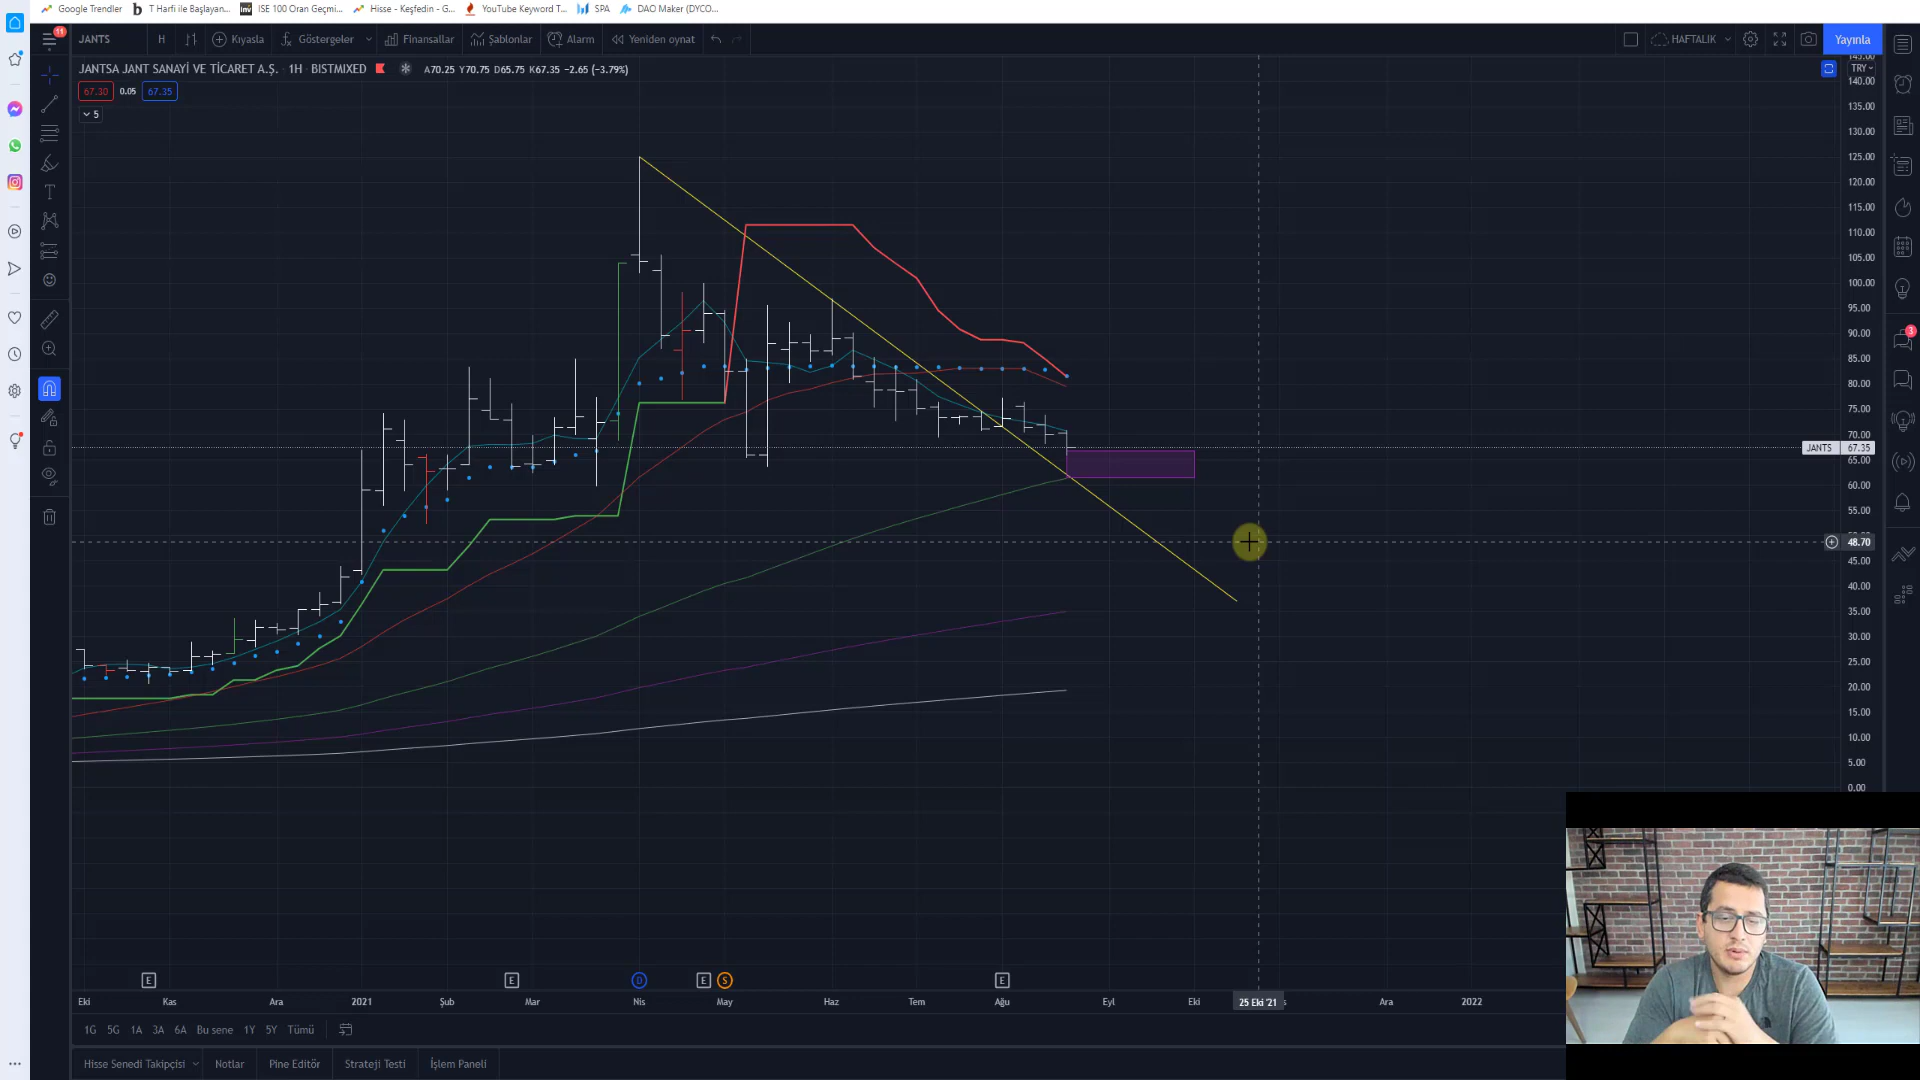 Google Trendler
T Harfi ile Başlayan...
inv
ISE 100 Oran Geçmi...
Hisse - Keşfedin - G...
YouTube Keyword T...
SPA
DAO Maker (DYCO...
11
JANTS
H
Kıyasla
Göstergeler
Finansallar
Şablonlar
Alarm
Yeniden oynat
HAFTALIK
Yayınla
JANTSA JANT SANAYİ VE TİCARET A.Ş. · 1H · BISTMIXED
A70.25 Y70.75 D65.75 K67.35 −2.65 (−3.79%)
TRY
67.30
0.05
67.35
5
145.00
140.00
135.00
130.00
125.00
120.00
115.00
110.00
105.00
100.00
95.00
90.00
85.00
80.00
75.00
70.00
JANTS 67.35
65.00
60.00
55.00
48.70
45.00
40.00
35.00
30.00
25.00
20.00
15.00
10.00
5.00
0.00
3
E
E
D
E
S
E
Eki
Kas
Ara
2021
Şub
Mar
Nis
May
Haz
Tem
Ağu
Eyl
Eki
25 Eki '21
Ara
2022
1G
5G
1A
3A
6A
Bu sene
1Y
5Y
Tümü
Hisse Senedi Takipçisi
Notlar
Pine Editör
Strateji Testi
İşlem Paneli